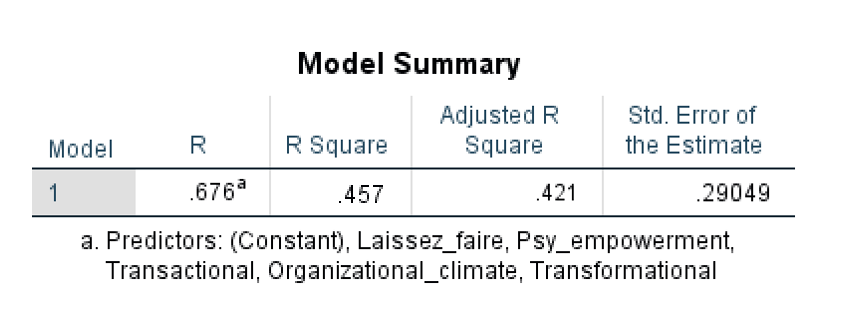 Model Summary
Model R R Square Adjusted R Square Std. Error of the Estimate
1 .676a .457 .421 .29049
a. Predictors: (Constant), Laissez_faire, Psy_empowerment,
Transactional, Organizational_climate, Transformational